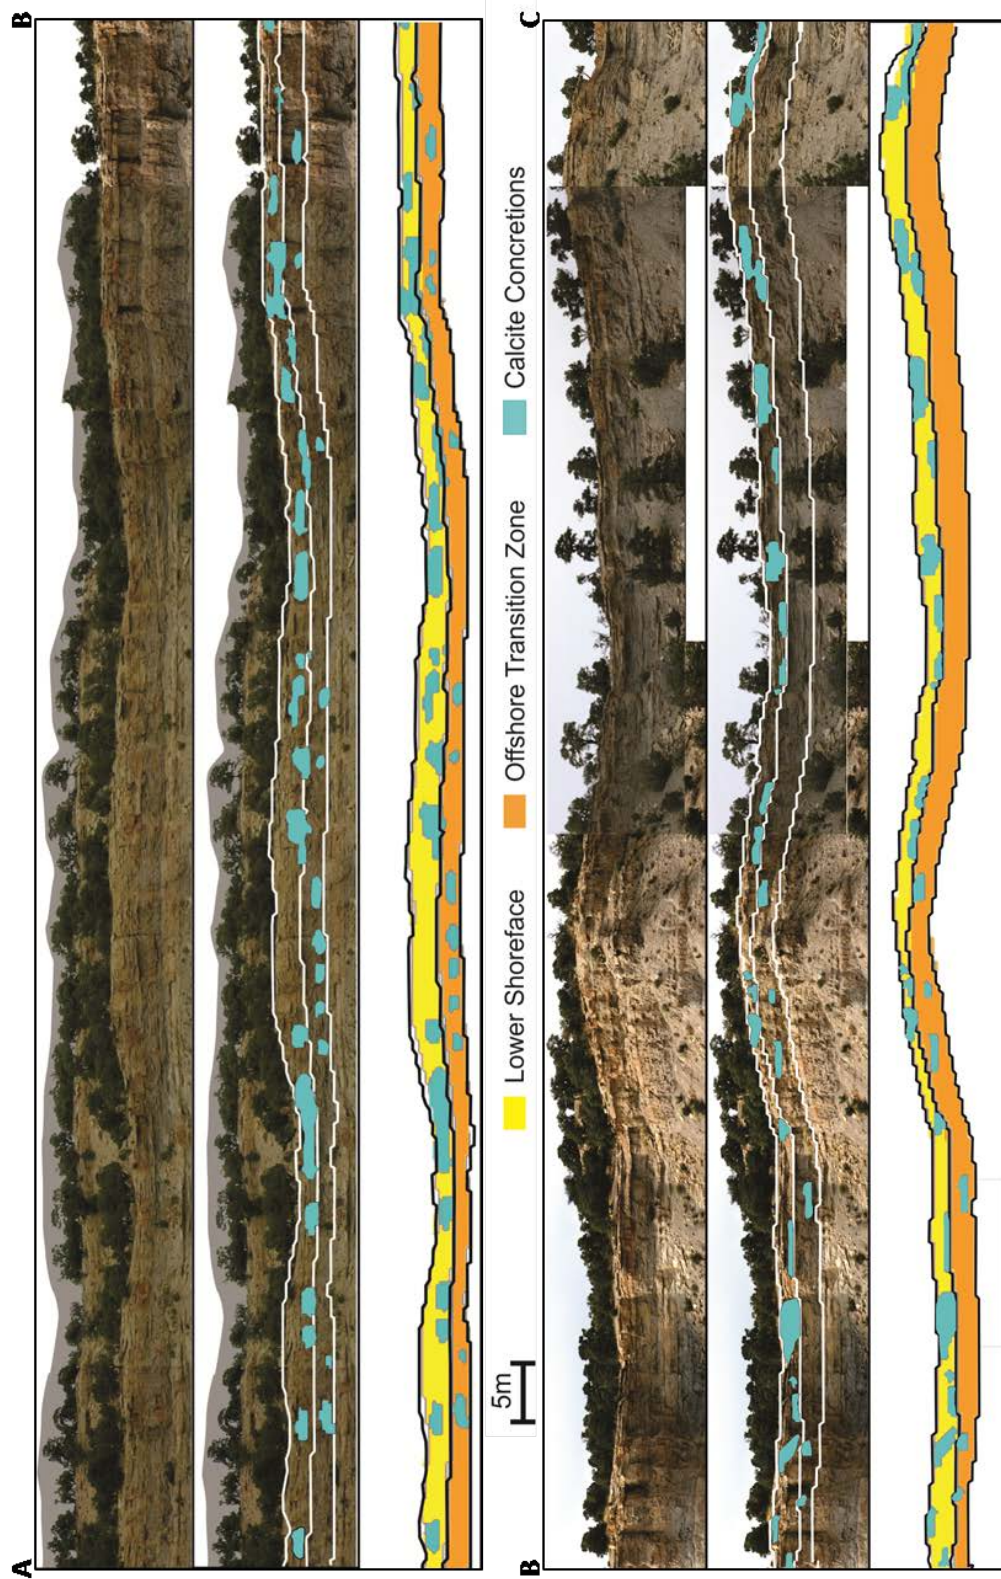 A
B
Lower Shoreface
Offshore Transition Zone
Calcite Concretions
5m
B
C